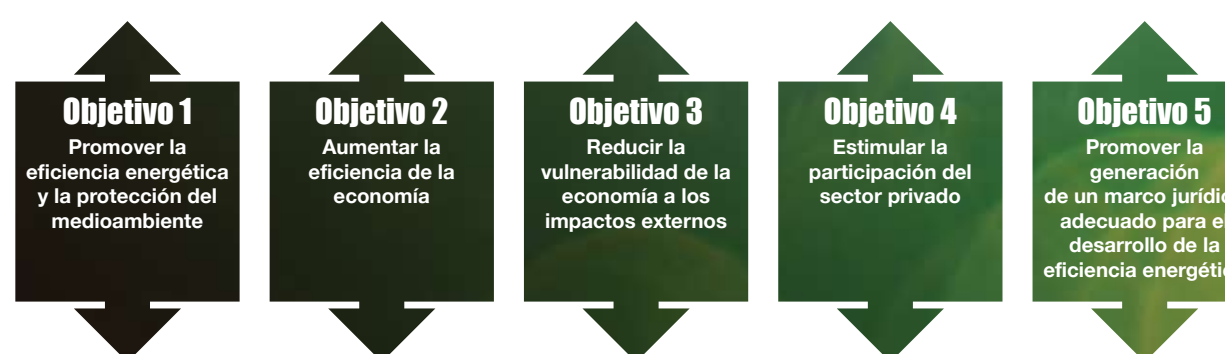 Objetivo 1
Promover la
eficiencia energética
y la protección del
medioambiente
Objetivo 2
Aumentar la
eficiencia de la
economía
Objetivo 3
Reducir la
vulnerabilidad de la
economía a los
impactos externos
Objetivo 4
Estimular la
participación del
sector privado
Objetivo 5
Promover la
generación
de un marco
adecuado para
desarrollo de la
eficiencia